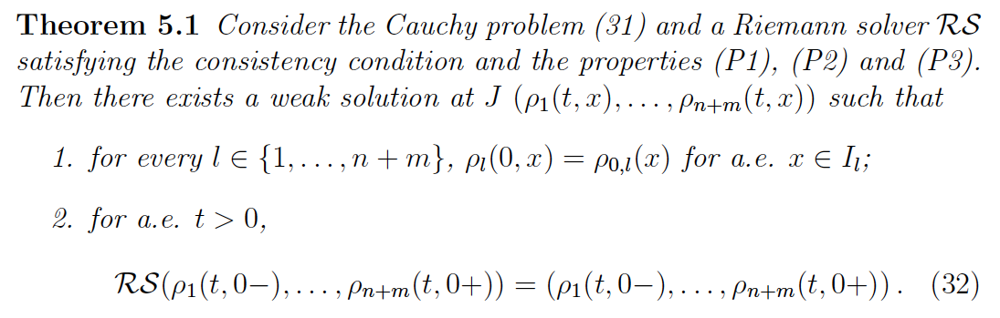 Theorem 5.1 Consider the Cauchy problem (31) and a Riemann solver RS
satisfying the consistency condition and the properties (P1), (P2) and (P3).
Then there exists a weak solution at J (ρ₁(t, x), . . . , ρₙ₊ₘ(t, x)) such that
1. for every l ∈ {1, . . . , n + m}, ρₗ(0, x) = ρ₀,ₗ(x) for a.e. x ∈ Iₗ;
2. for a.e. t > 0,
RS(ρ₁(t, 0−), . . . , ρₙ₊ₘ(t, 0+)) = (ρ₁(t, 0−), . . . , ρₙ₊ₘ(t, 0+)) . (32)